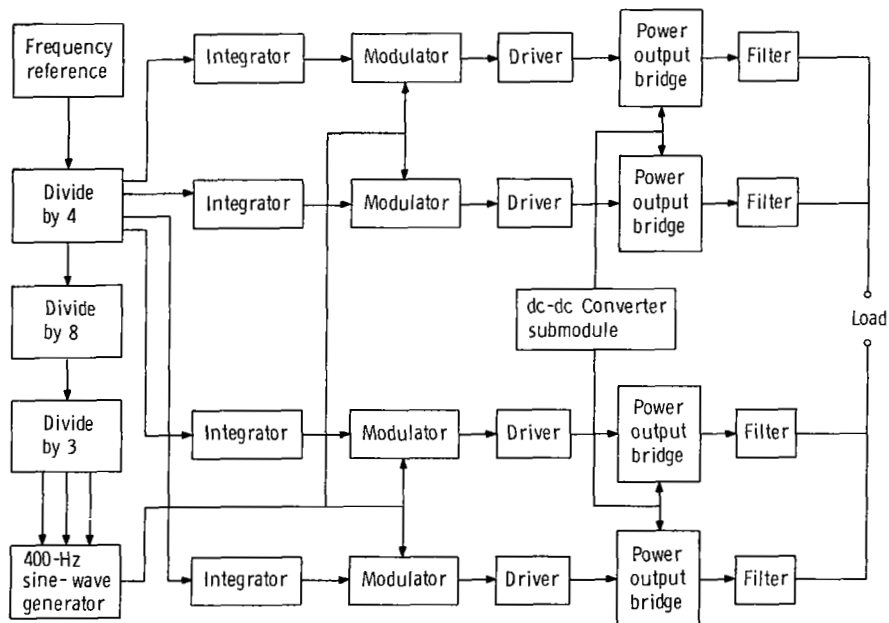 Frequency
reference
Integrator
Modulator
Driver
Power
output
bridge
Filter
Divide
by 4
Integrator
Modulator
Driver
Power
output
bridge
Filter
Divide
by 8
dc-dc Converter
submodule
Load
Divide
by 3
Integrator
Modulator
Driver
Power
output
bridge
Filter
400-Hz
sine-wave
generator
Integrator
Modulator
Driver
Power
output
bridge
Filter